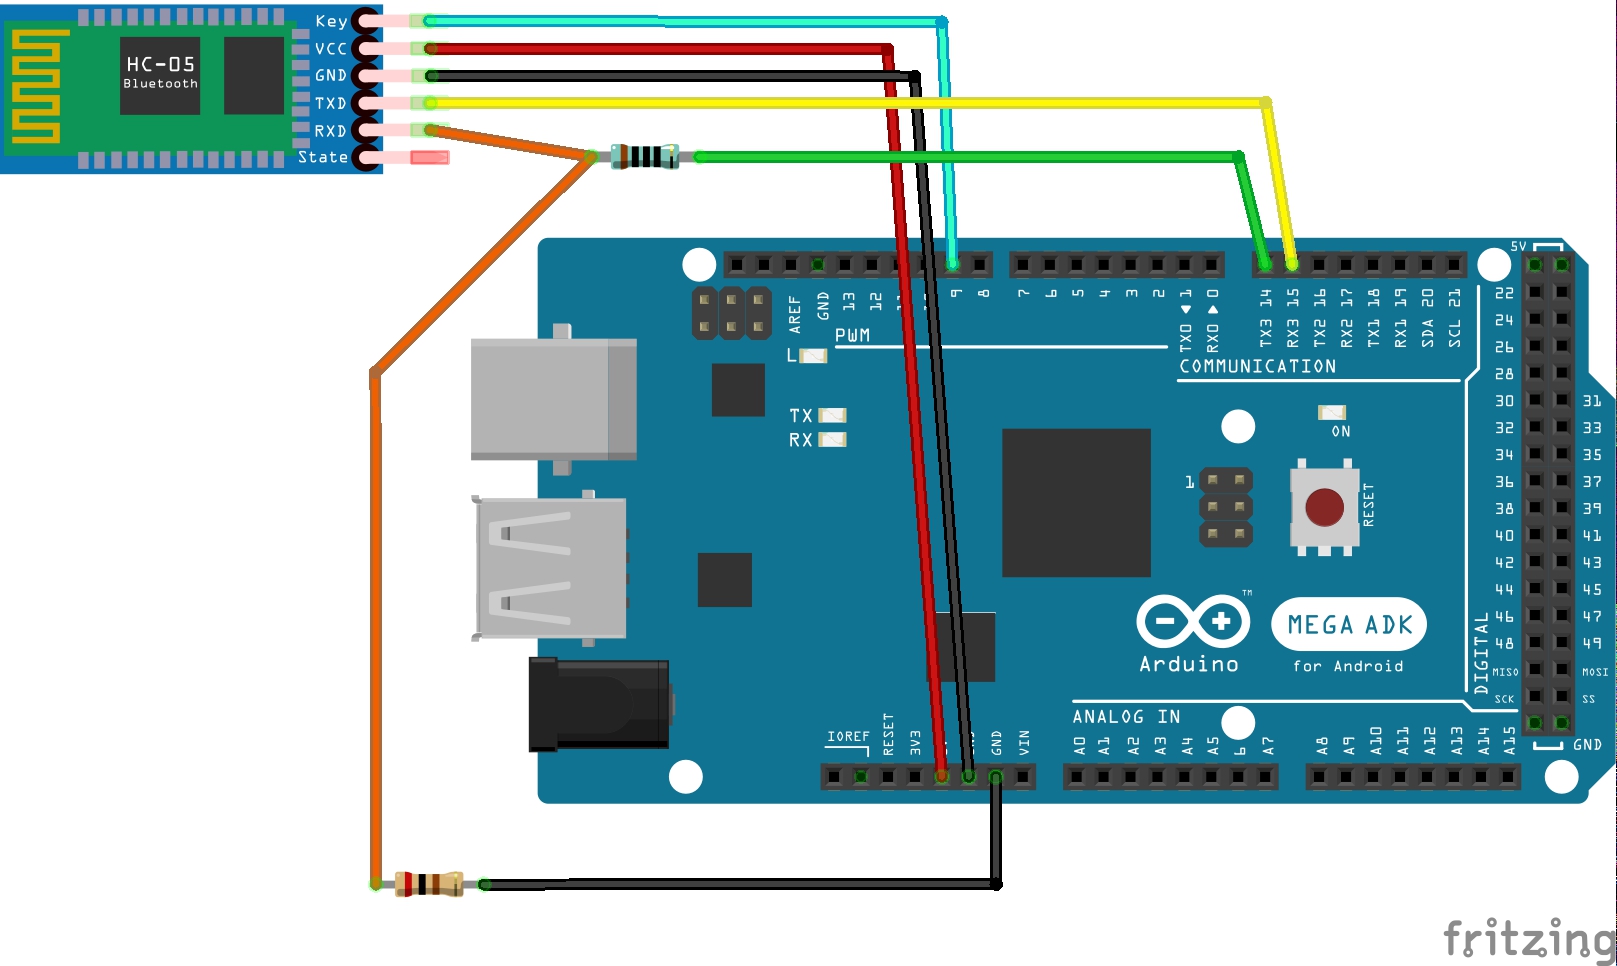 Key
VCC
HC-05
GND
Bluetooth
TXD
RXD
State
5V
AREF
GND
13
12
9
8
7
6
5
4
3
2
TX0 ◀ 1
RX0 ▶ 0
TX3 14
RX3 15
TX2 16
RX2 17
TX1 18
RX1 19
SDA 20
SCL 21
PWM
L
COMMUNICATION
TX
RX
ON
1
RESET
22
24
26
28
30 31
32 33
34 35
36 37
38 39
40 41
42 43
44 45
46 47
48 49
MISO MOSI
SCK SS
DIGITAL
GND
TM
MEGA ADK
Arduino
for Android
ANALOG IN
IOREF
RESET
3V3
GND
VIN
A0
A1
A2
A3
A4
A5
6
A7
A8
A9
A10
A11
A12
A13
A14
A15
fritzing